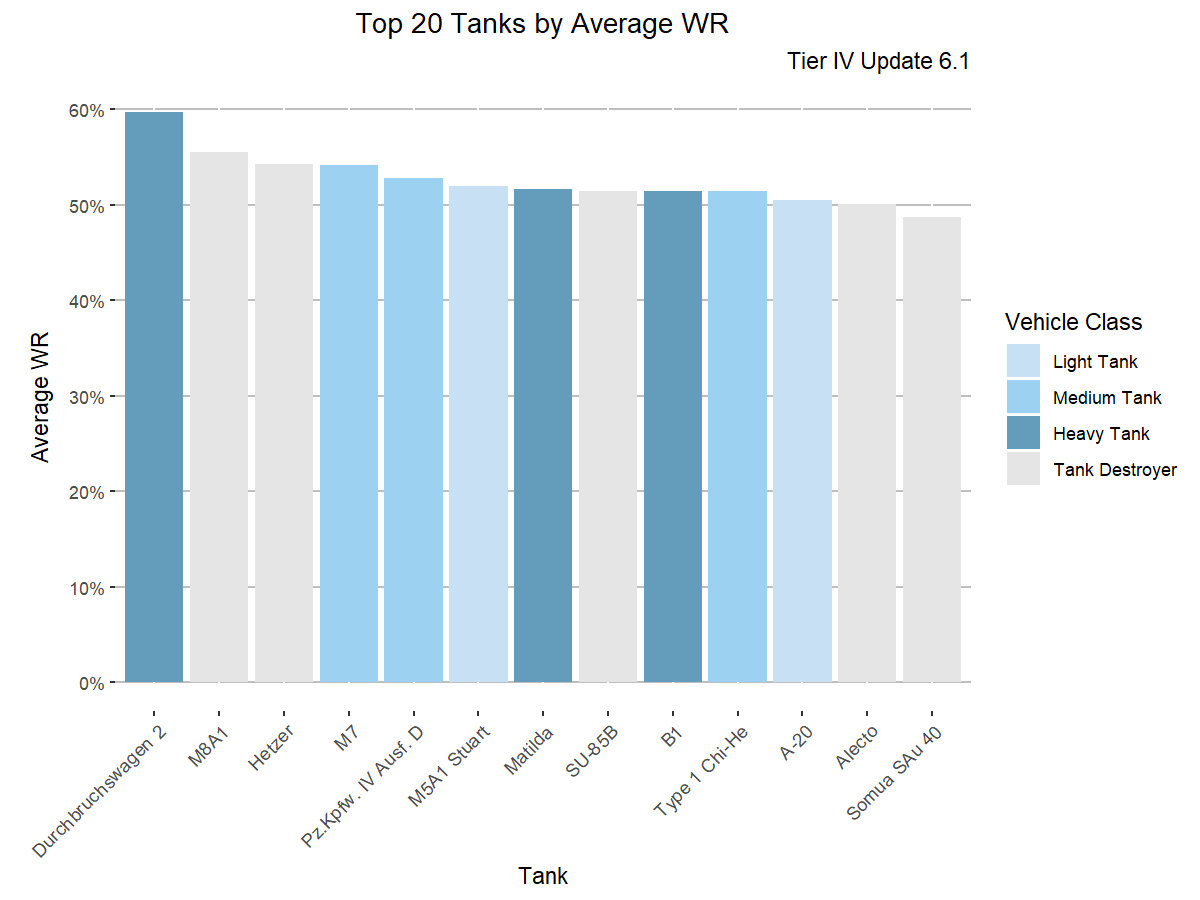 Top 20 Tanks by Average WR
Tier IV Update 6.1
60%
50%
40%
30%
20%
10%
0%
Average WR
Durchbruchswagen 2
M8A1
Hetzer
M7
Pz.Kpfw. IV Ausf. D
M5A1 Stuart
Matilda
SU-85B
B1
Type 1 Chi-He
A-20
Alecto
Somua SAu 40
Tank
Vehicle Class
Light Tank
Medium Tank
Heavy Tank
Tank Destroyer